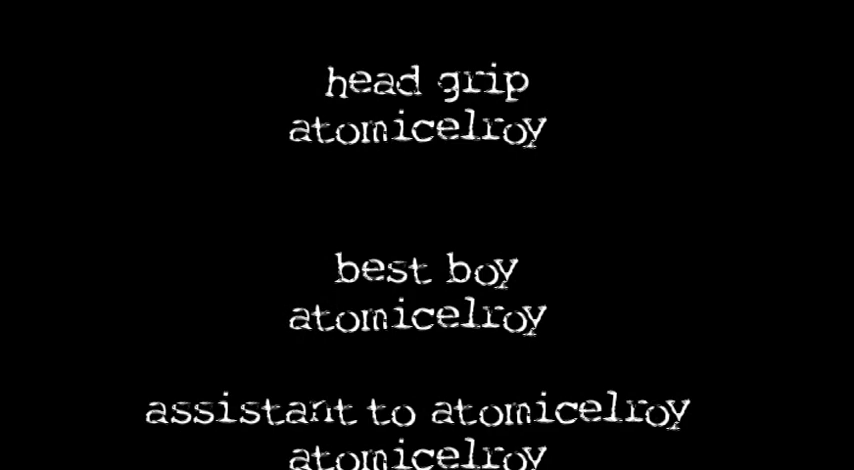 head grip
atomicelroy
best boy
atomicelroy
assistant to atomicelroy
atomicelroy